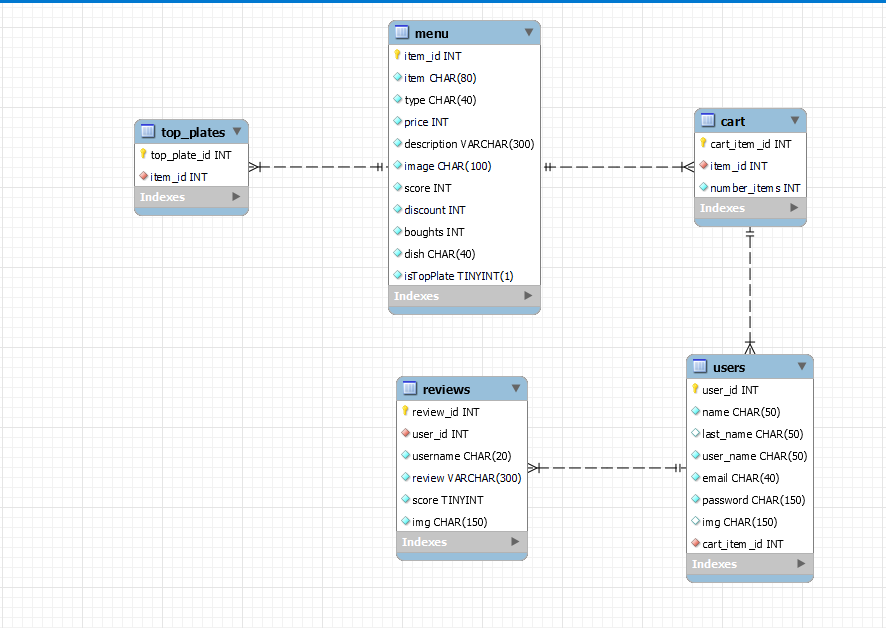 menu
item_id INT
item CHAR(80)
type CHAR(40)
price INT
description VARCHAR(300)
image CHAR(100)
score INT
discount INT
boughts INT
dish CHAR(40)
isTopPlate TINYINT(1)
Indexes
top_plates
top_plate_id INT
item_id INT
Indexes
cart
cart_item_id INT
item_id INT
number_items INT
Indexes
reviews
review_id INT
user_id INT
username CHAR(20)
review VARCHAR(300)
score TINYINT
img CHAR(150)
Indexes
users
user_id INT
name CHAR(50)
last_name CHAR(50)
user_name CHAR(50)
email CHAR(40)
password CHAR(150)
img CHAR(150)
cart_item_id INT
Indexes